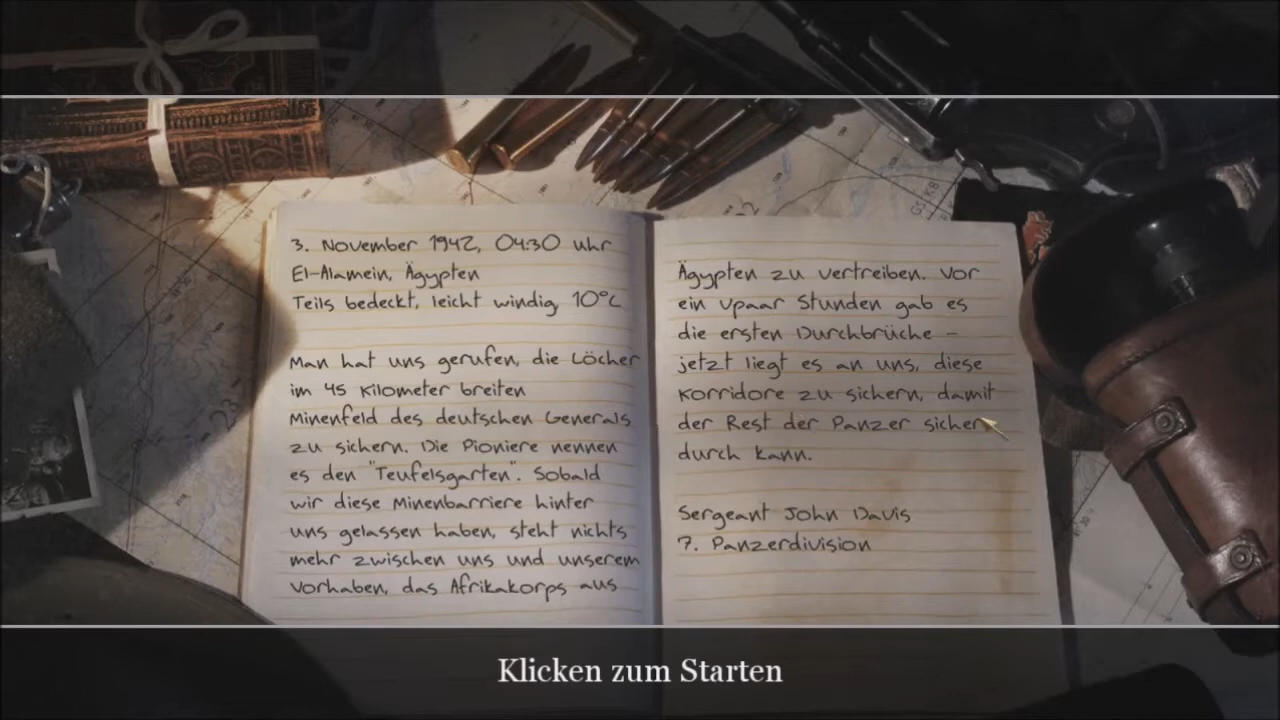 3. November 1942, 04:30 Uhr
El-Alamein, Ägypten
Teils bedeckt, leicht windig, 10°C
Man hat uns gerufen, die Löcher
im 45 Kilometer breiten
Minenfeld des deutschen Generals
zu sichern. Die Pioniere nennen
es den "Teufelsgarten". Sobald
wir diese Minenbarriere hinter
uns gelassen haben, steht nichts
mehr zwischen uns und unserem
Vorhaben, das Afrikakorps aus
Ägypten zu vertreiben. Vor
ein vpaar Stunden gab es
die ersten Durchbrüche -
jetzt liegt es an uns, diese
Korridore zu sichern, damit
der Rest der Panzer sicher
durch kann.
Sergeant John Davis
7. Panzerdivision
Klicken zum Starten